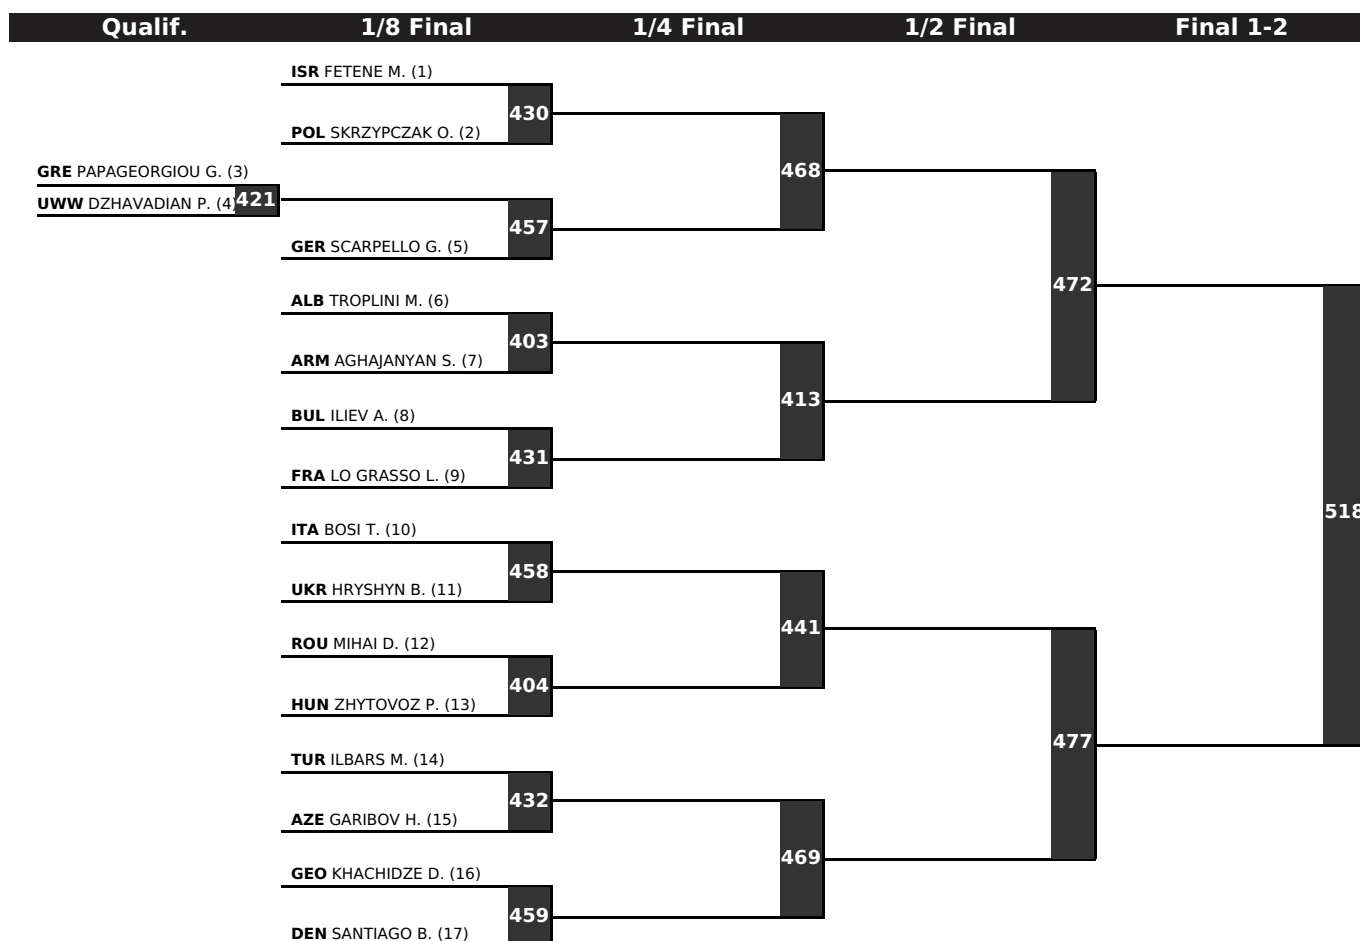 Qualif. 1/8 Final 1/4 Final 1/2 Final Final 1-2
ISR FETENE M. (1)
430
POL SKRZYPCZAK O. (2)
GRE PAPAGEORGIOU G. (3)
468
UWW DZHAVADIAN P. (4)
421
457
GER SCARPELLO G. (5)
472
ALB TROPLINI M. (6)
403
ARM AGHAJANYAN S. (7)
413
BUL ILIEV A. (8)
431
FRA LO GRASSO L. (9)
518
ITA BOSI T. (10)
458
UKR HRYSHYN B. (11)
441
ROU MIHAI D. (12)
404
HUN ZHYTOVOZ P. (13)
477
TUR ILBARS M. (14)
432
AZE GARIBOV H. (15)
469
GEO KHACHIDZE D. (16)
459
DEN SANTIAGO B. (17)